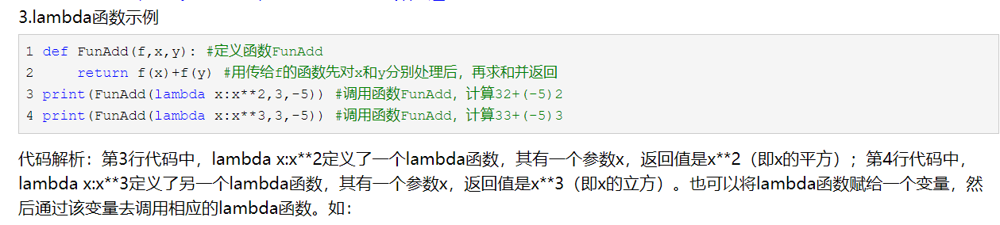 3.lambda函数示例
1 def FunAdd(f,x,y): #定义函数FunAdd
2     return f(x)+f(y) #用传给f的函数先对x和y分别处理后，再求和并返回
3 print(FunAdd(lambda x:x**2,3,-5)) #调用函数FunAdd，计算32+(-5)2
4 print(FunAdd(lambda x:x**3,3,-5)) #调用函数FunAdd，计算33+(-5)3
代码解析：第3行代码中，lambda x:x**2定义了一个lambda函数，其有一个参数x，返回值是x**2（即x的平方）；第4行代码中，
lambda x:x**3定义了另一个lambda函数，其有一个参数x，返回值是x**3（即x的立方）。也可以将lambda函数赋给一个变量，然
后通过该变量去调用相应的lambda函数。如：